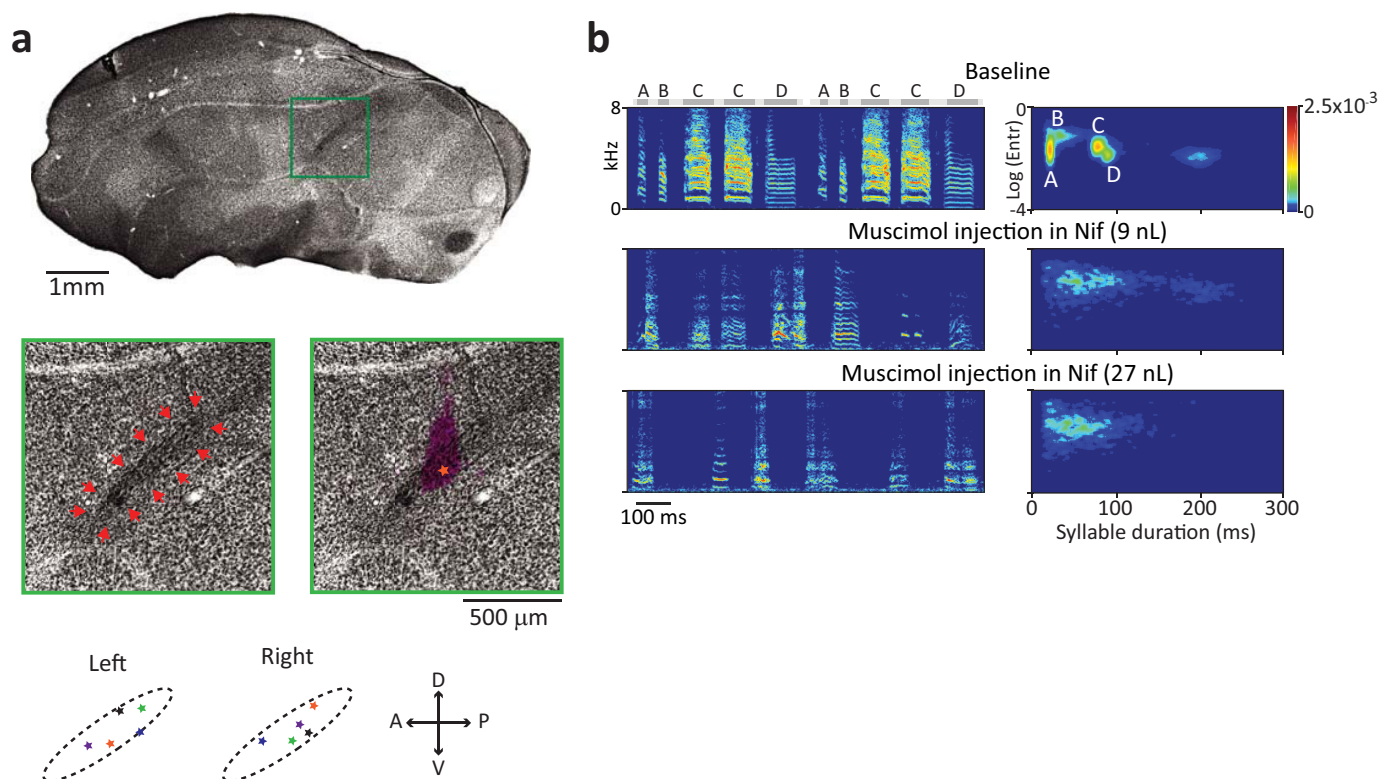 a
1mm
500 μm
Left
Right
D
A
P
V
b
Baseline
A B C C D A B C C D
8
kHz
0
0
Log (Entr)
-4
A
B
C
D
2.5x10-3
0
Muscimol injection in Nif (9 nL)
Muscimol injection in Nif (27 nL)
100 ms
0 100 200 300
Syllable duration (ms)